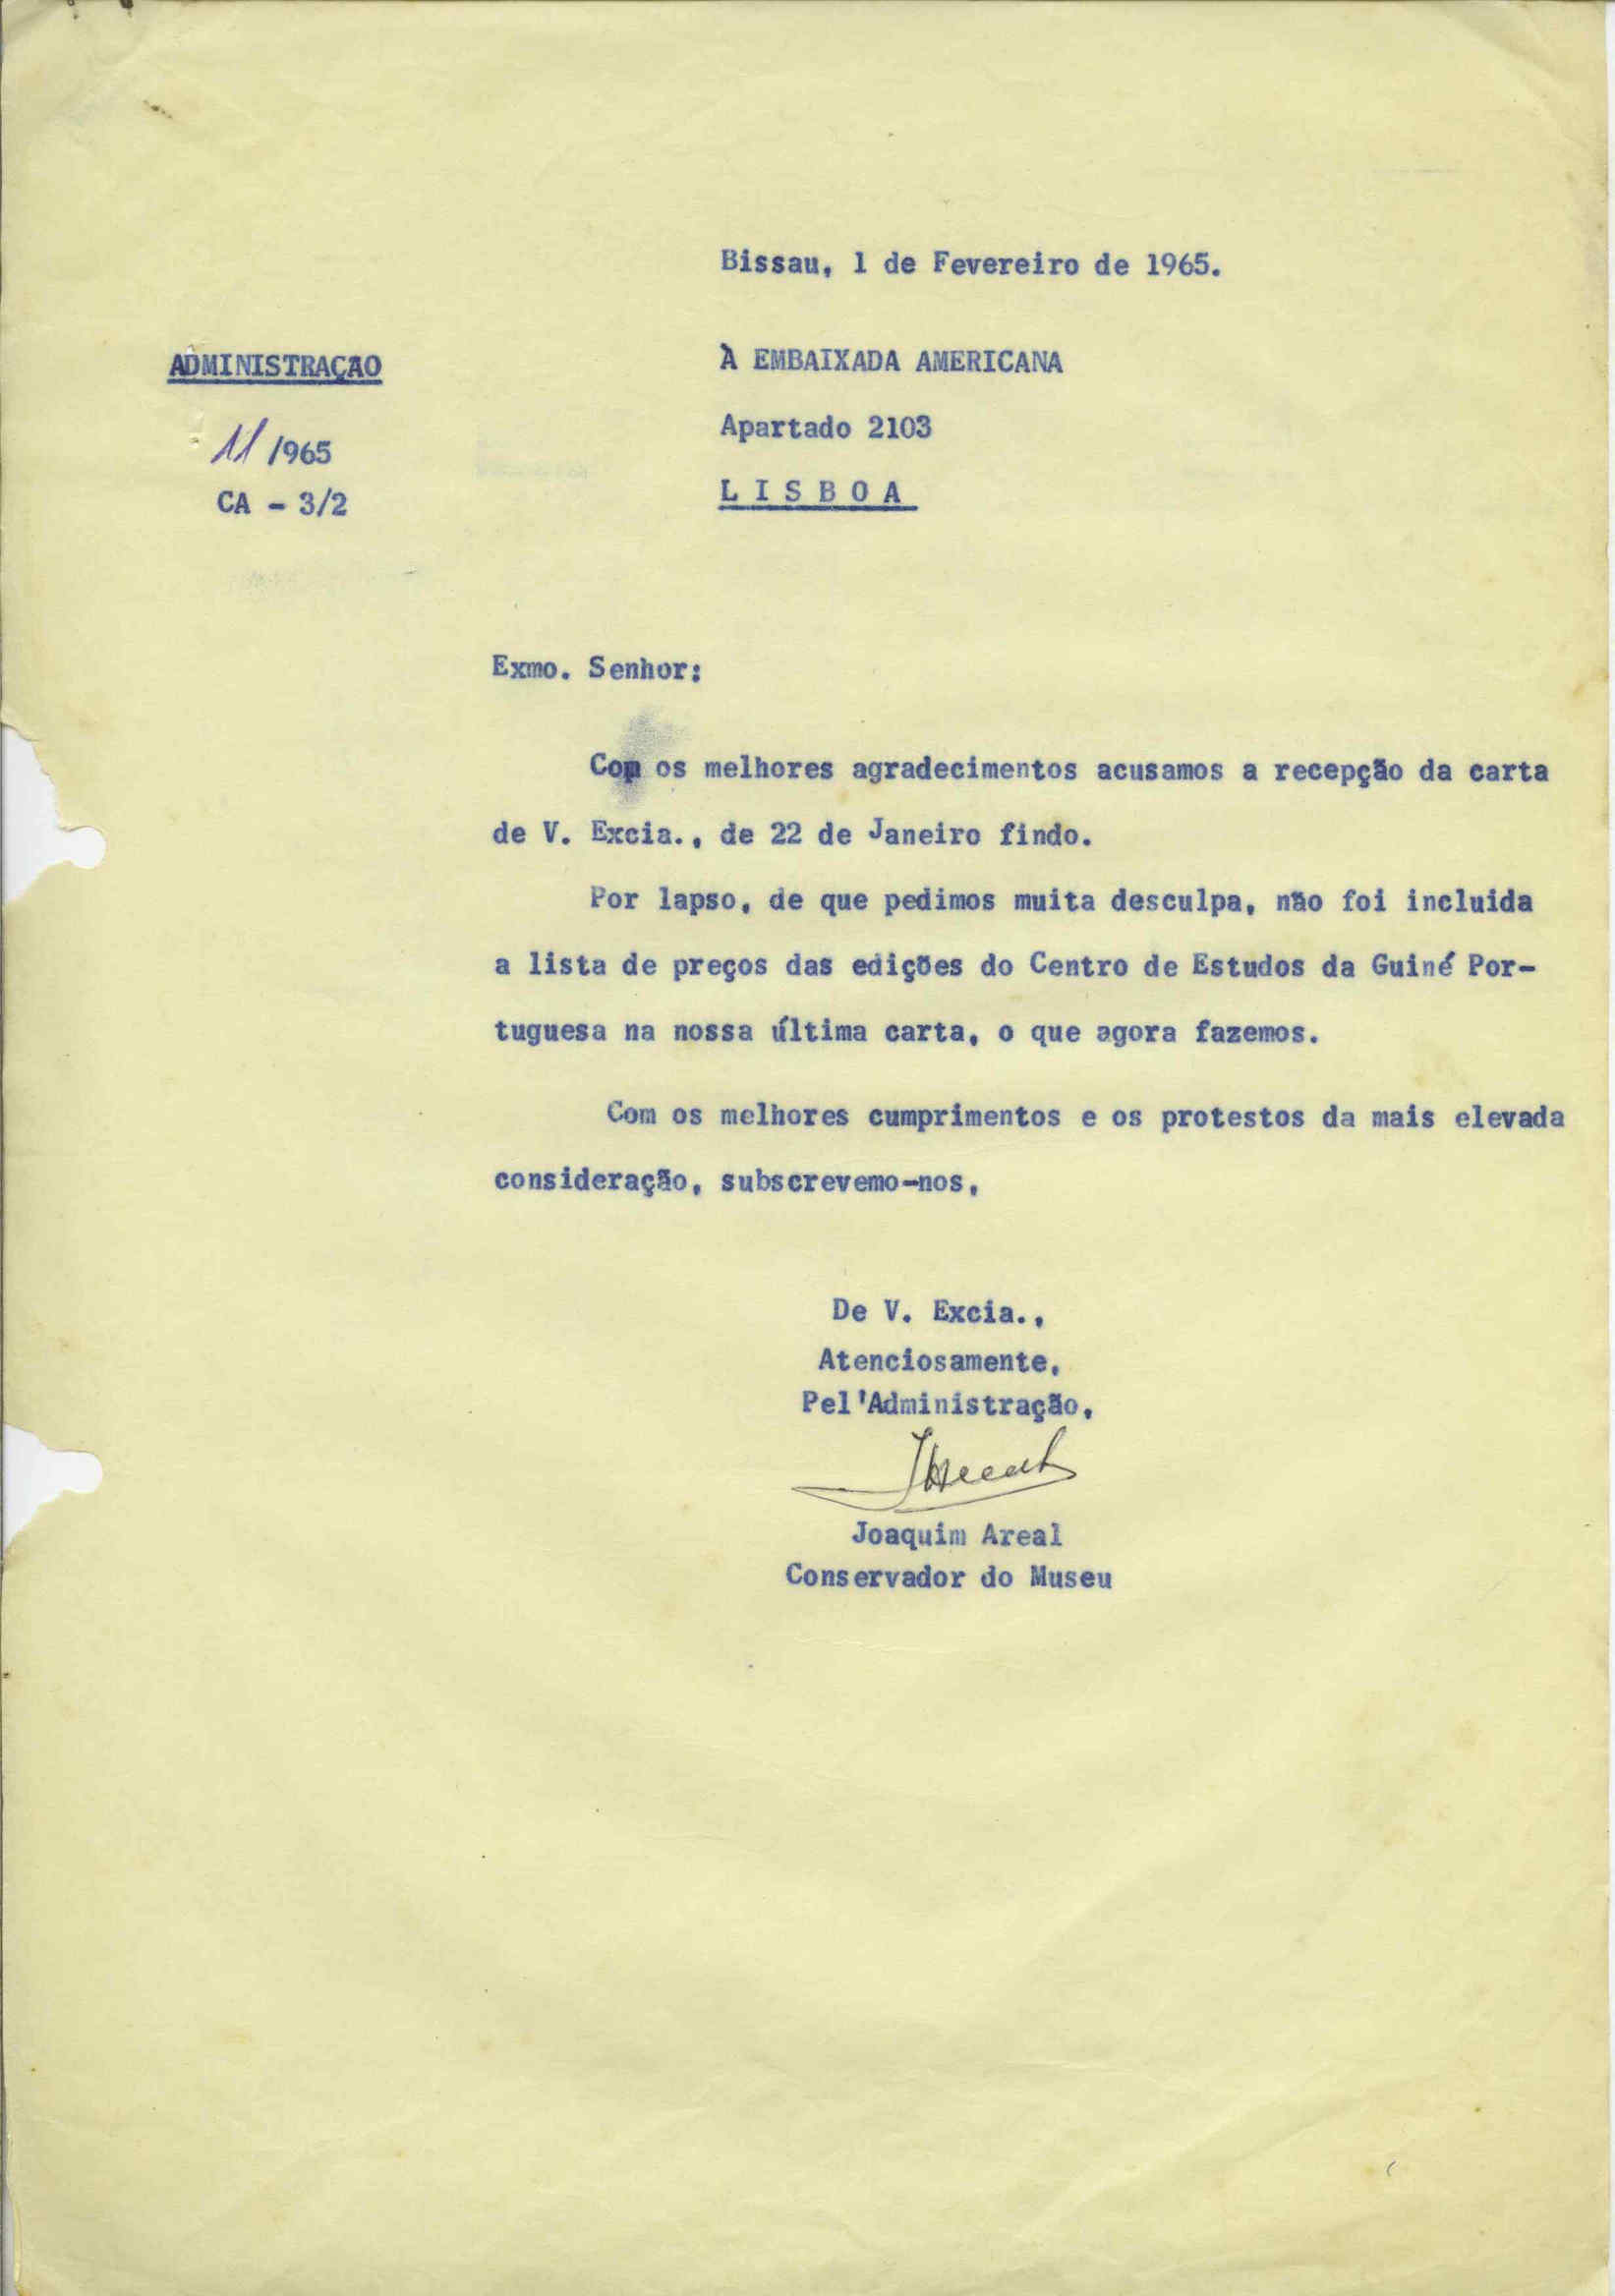 Bissau, 1 de Fevereiro de 1965.
ADMINISTRAÇÃO
11/965
CA - 3/2
À EMBAIXADA AMERICANA
Apartado 2103
L I S B O A
Exmo. Senhor:
Com os melhores agradecimentos acusamos a recepção da carta
de V. Excia., de 22 de Janeiro findo.
Por lapso, de que pedimos muita desculpa, não foi incluida
a lista de preços das edições do Centro de Estudos da Guiné Por-
tuguesa na nossa última carta, o que agora fazemos.
Com os melhores cumprimentos e os protestos da mais elevada
consideração, subscrevemo-nos,
De V. Excia.,
Atenciosamente,
Pel'Administração,
Joaquim Areal
Conservador do Museu